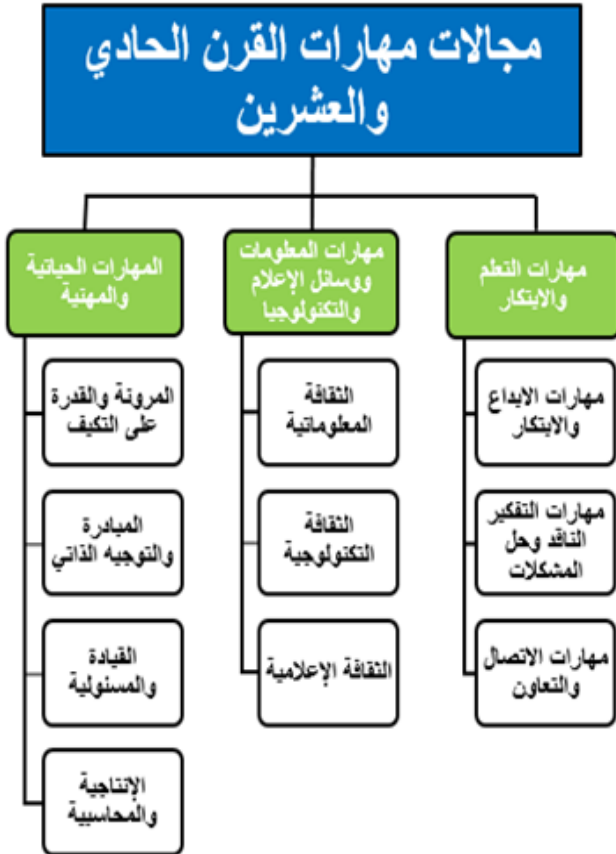 مجالات مهارات القرن الحادي
والعشرين
مهارات التعلم
والابتكار
مهارات الابداع
والابتكار
مهارات التفكير
الناقد وحل
المشكلات
مهارات الاتصال
والتعاون
مهارات المعلومات
ووسائل الإعلام
والتكنولوجيا
الثقافة
المعلوماتية
الثقافة
التكنولوجية
الثقافة الإعلامية
المهارات الحياتية
والمهنية
المرونة والقدرة
على التكيف
المبادرة
والتوجيه الذاتي
القيادة
والمسئولية
الإنتاجية
والمحاسبية